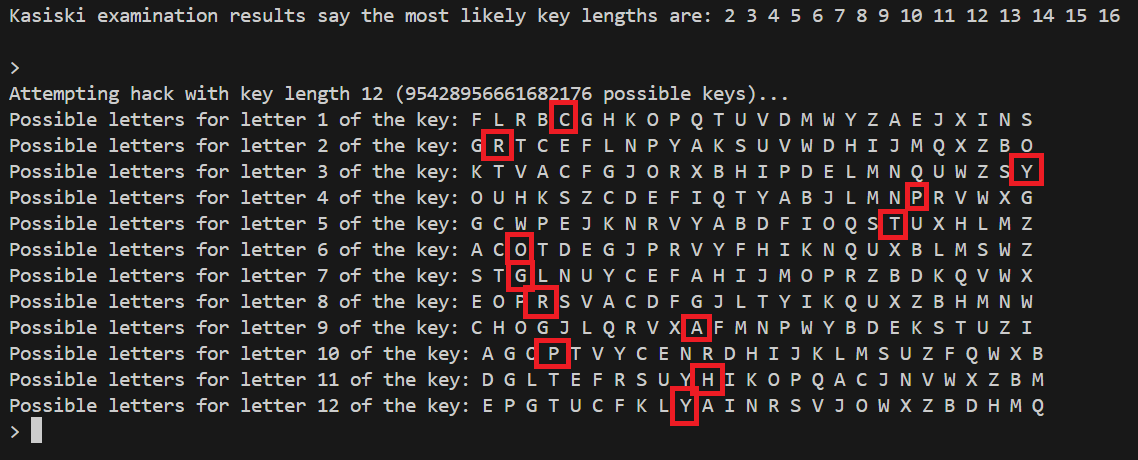 Kasiski examination results say the most likely key lengths are: 2 3 4 5 6 7 8 9 10 11 12 13 14 15 16
>
Attempting hack with key length 12 (95428956661682176 possible keys)...
Possible letters for letter 1 of the key: F L R B C G H K O P Q T U V D M W Y Z A E J X I N S
Possible letters for letter 2 of the key: G R T C E F L N P Y A K S U V W D H I J M Q X Z B O
Possible letters for letter 3 of the key: K T V A C F G J O R X B H I P D E L M N Q U W Z S Y
Possible letters for letter 4 of the key: O U H K S Z C D E F I Q T Y A B J L M N P R V W X G
Possible letters for letter 5 of the key: G C W P E J K N R V Y A B D F I O Q S T U X H L M Z
Possible letters for letter 6 of the key: A C O T D E G J P R V Y F H I K N Q U X B L M S W Z
Possible letters for letter 7 of the key: S T G L N U Y C E F A H I J M O P R Z B D K Q V W X
Possible letters for letter 8 of the key: E O P R S V A C D F G J L T Y I K Q U X Z B H M N W
Possible letters for letter 9 of the key: C H O G J L Q R V X A F M N P W Y B D E K S T U Z I
Possible letters for letter 10 of the key: A G O P T V Y C E N R D H I J K L M S U Z F Q W X B
Possible letters for letter 11 of the key: D G L T E F R S U Y H I K O P Q A C J N V W X Z B M
Possible letters for letter 12 of the key: E P G T U C F K L Y A I N R S V J O W X Z B D H M Q
>